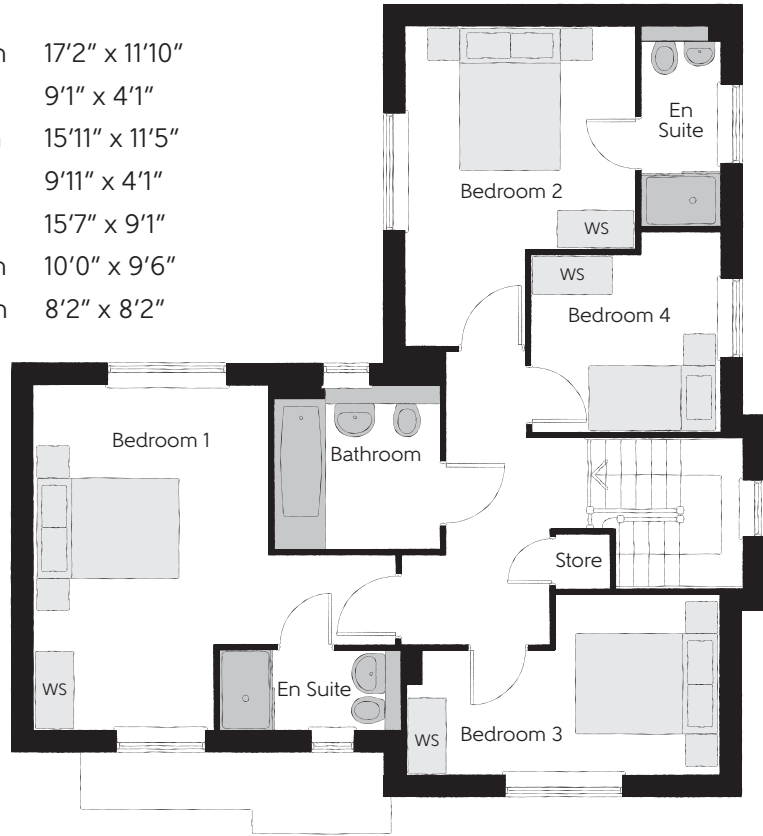 17'2" x 11'10"
9'1" x 4'1"
15'11" x 11'5"
9'11" x 4'1"
15'7" x 9'1"
10'0" x 9'6"
8'2" x 8'2"
En
Suite
Bedroom 2
WS
WS
Bedroom 4
Bedroom 1
Bathroom
Store
WS
En Suite
WS
Bedroom 3